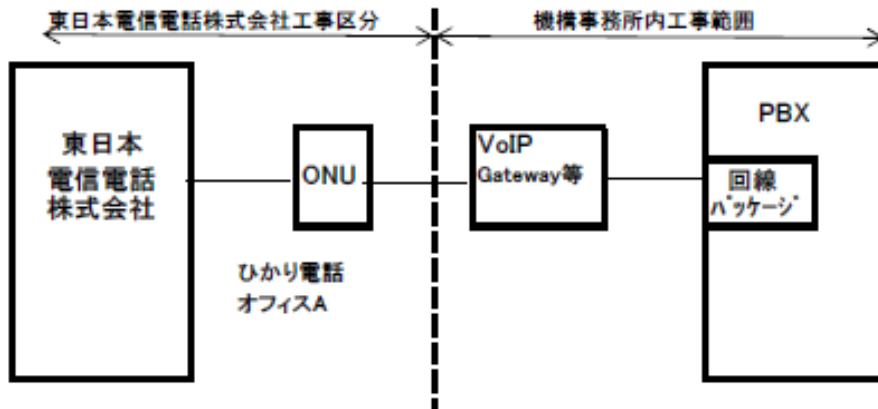 東日本電信電話株式会社工事区分
機構事務所内工事範囲
東日本
電信電話
株式会社
ONU
ひかり電話
オフィスA
VoIP
Gateway等
PBX
回線
パッケージ